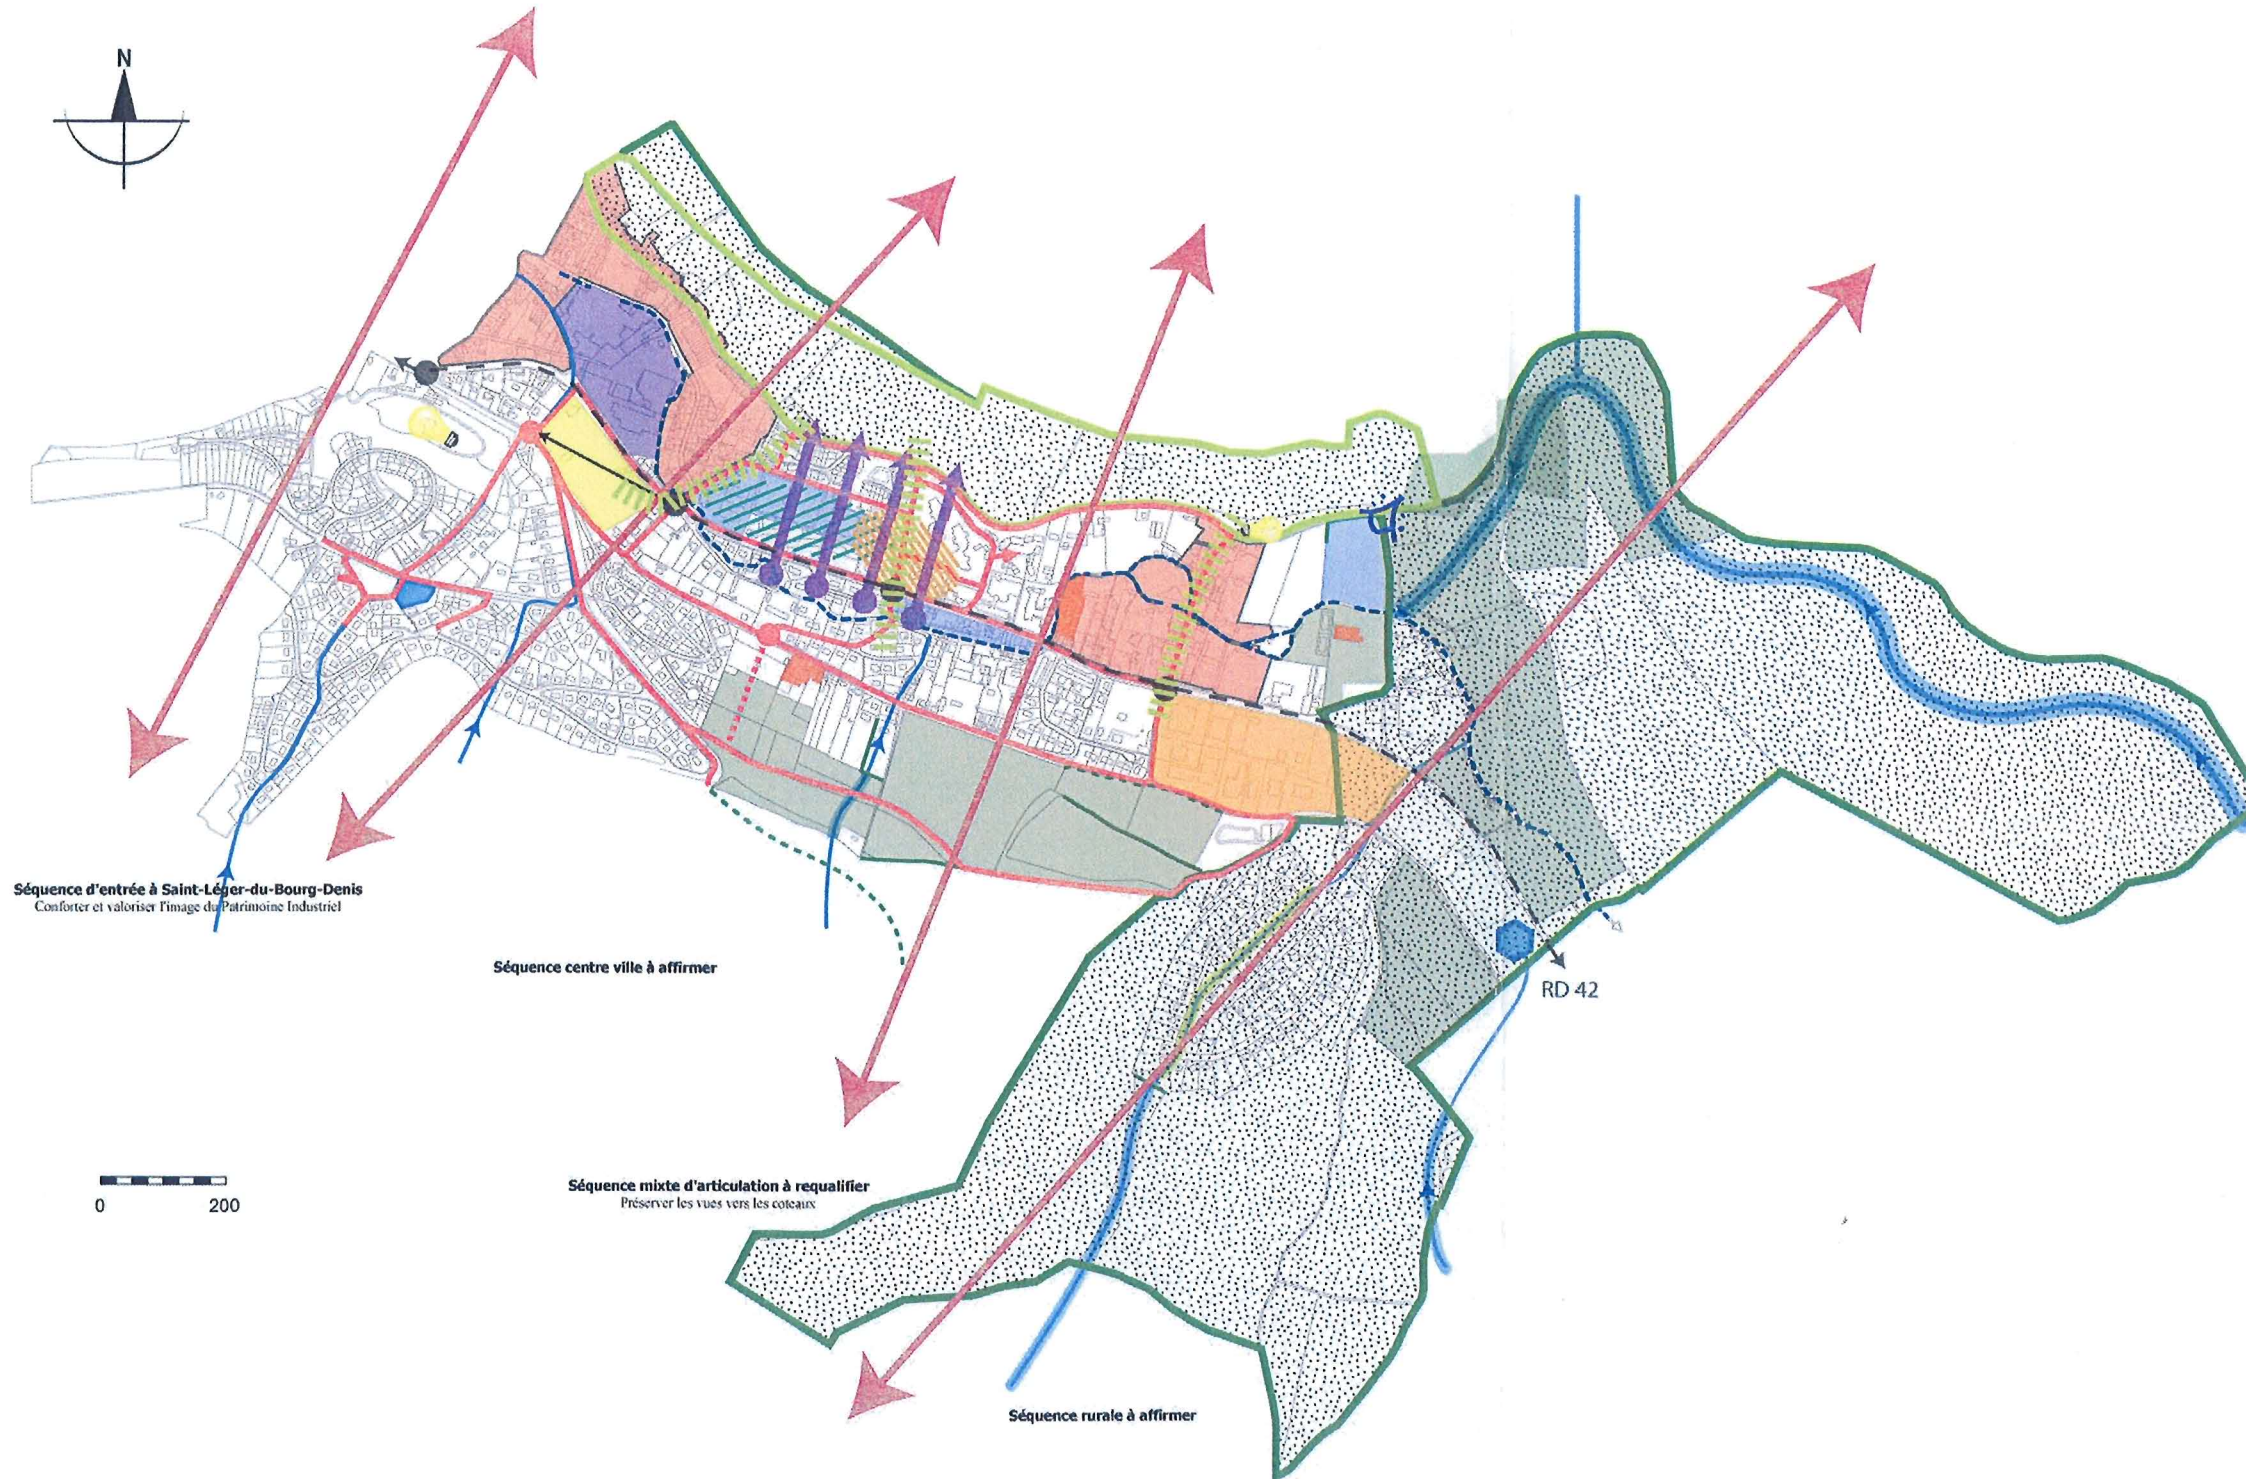 N
Séquence d'entrée à Saint-Léger-du-Bourg-Denis
Conforter et valoriser l'image du Patrimoine Industriel
Séquence centre ville à affirmer
RD 42
Séquence mixte d'articulation à requalifier
Préserver les vues vers les coteaux
0 200
Séquence rurale à affirmer